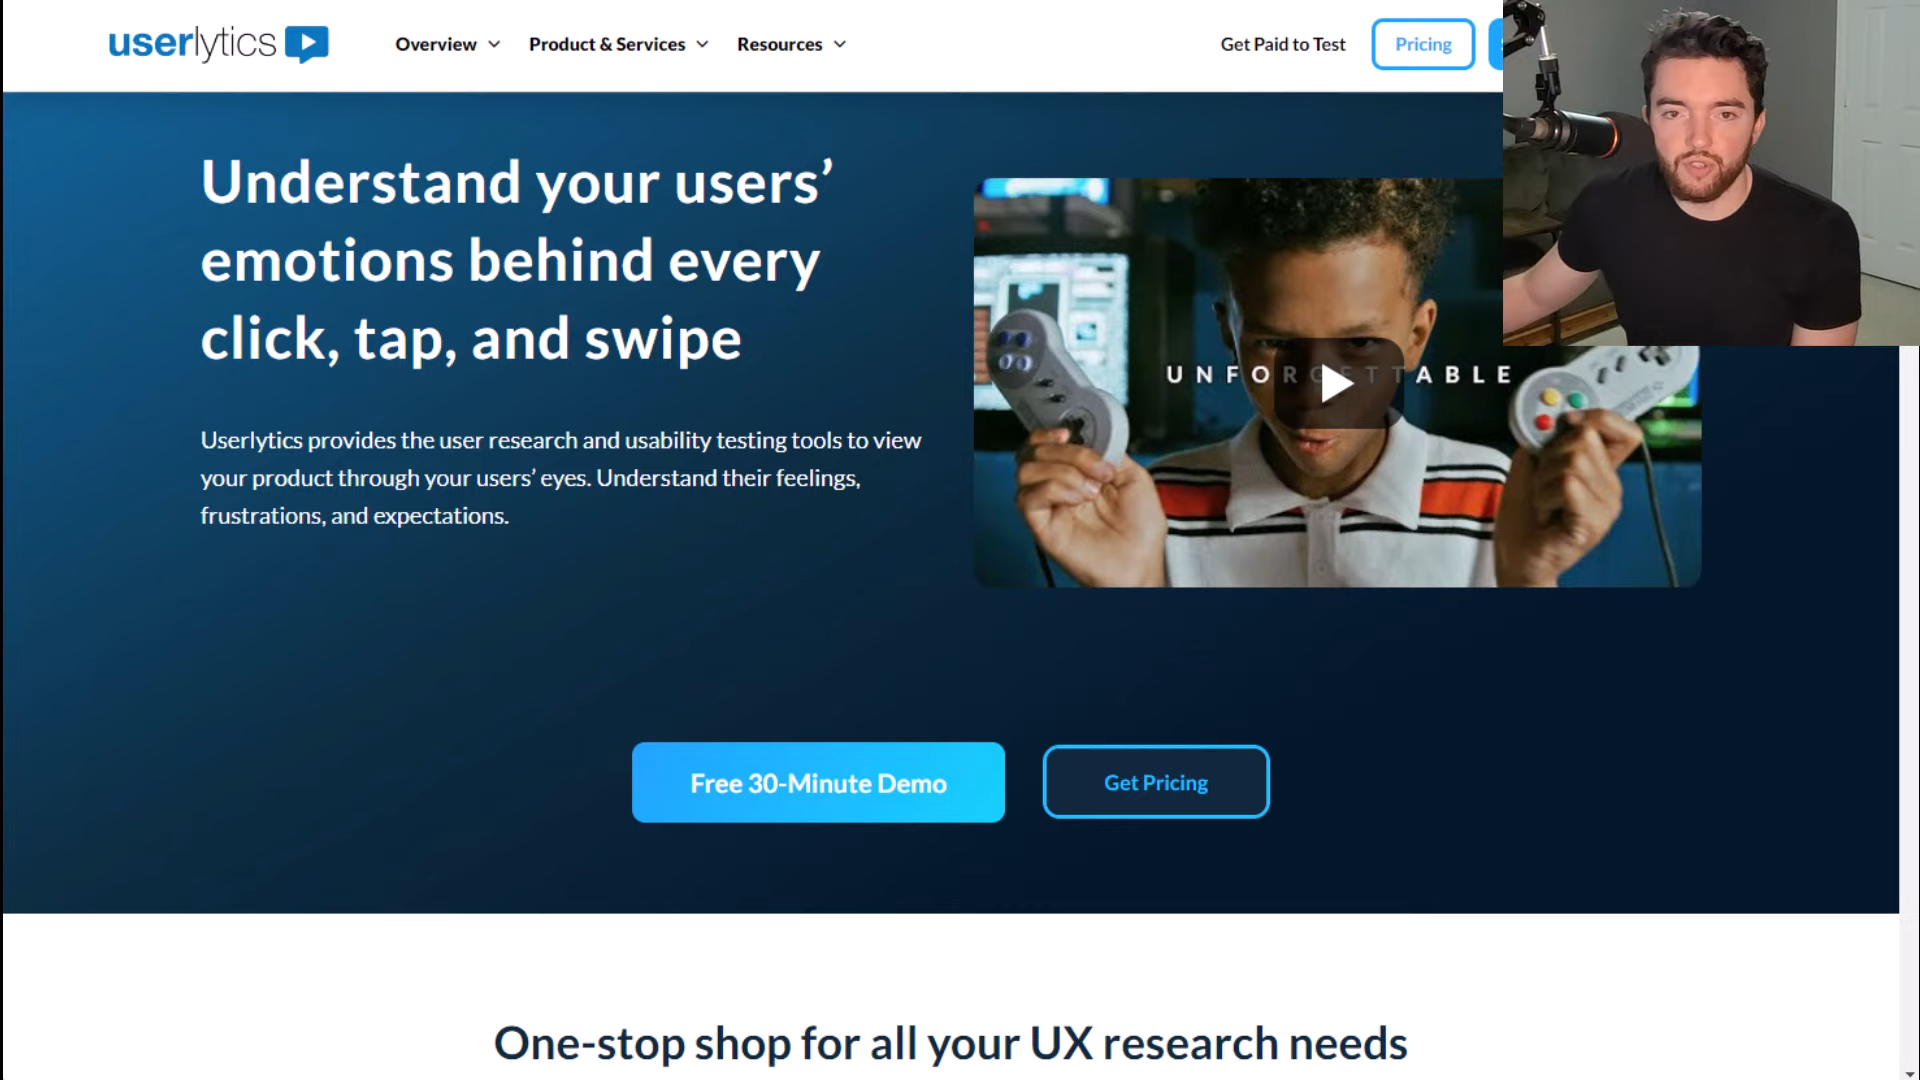 userlytics
Overview
Product & Services
Resources
Get Paid to Test
Pricing
Understand your users’
emotions behind every
click, tap, and swipe
Userlytics provides the user research and usability testing tools to view
your product through your users’ eyes. Understand their feelings,
frustrations, and expectations.
UNFORGETTABLE
Free 30-Minute Demo
Get Pricing
One-stop shop for all your UX research needs